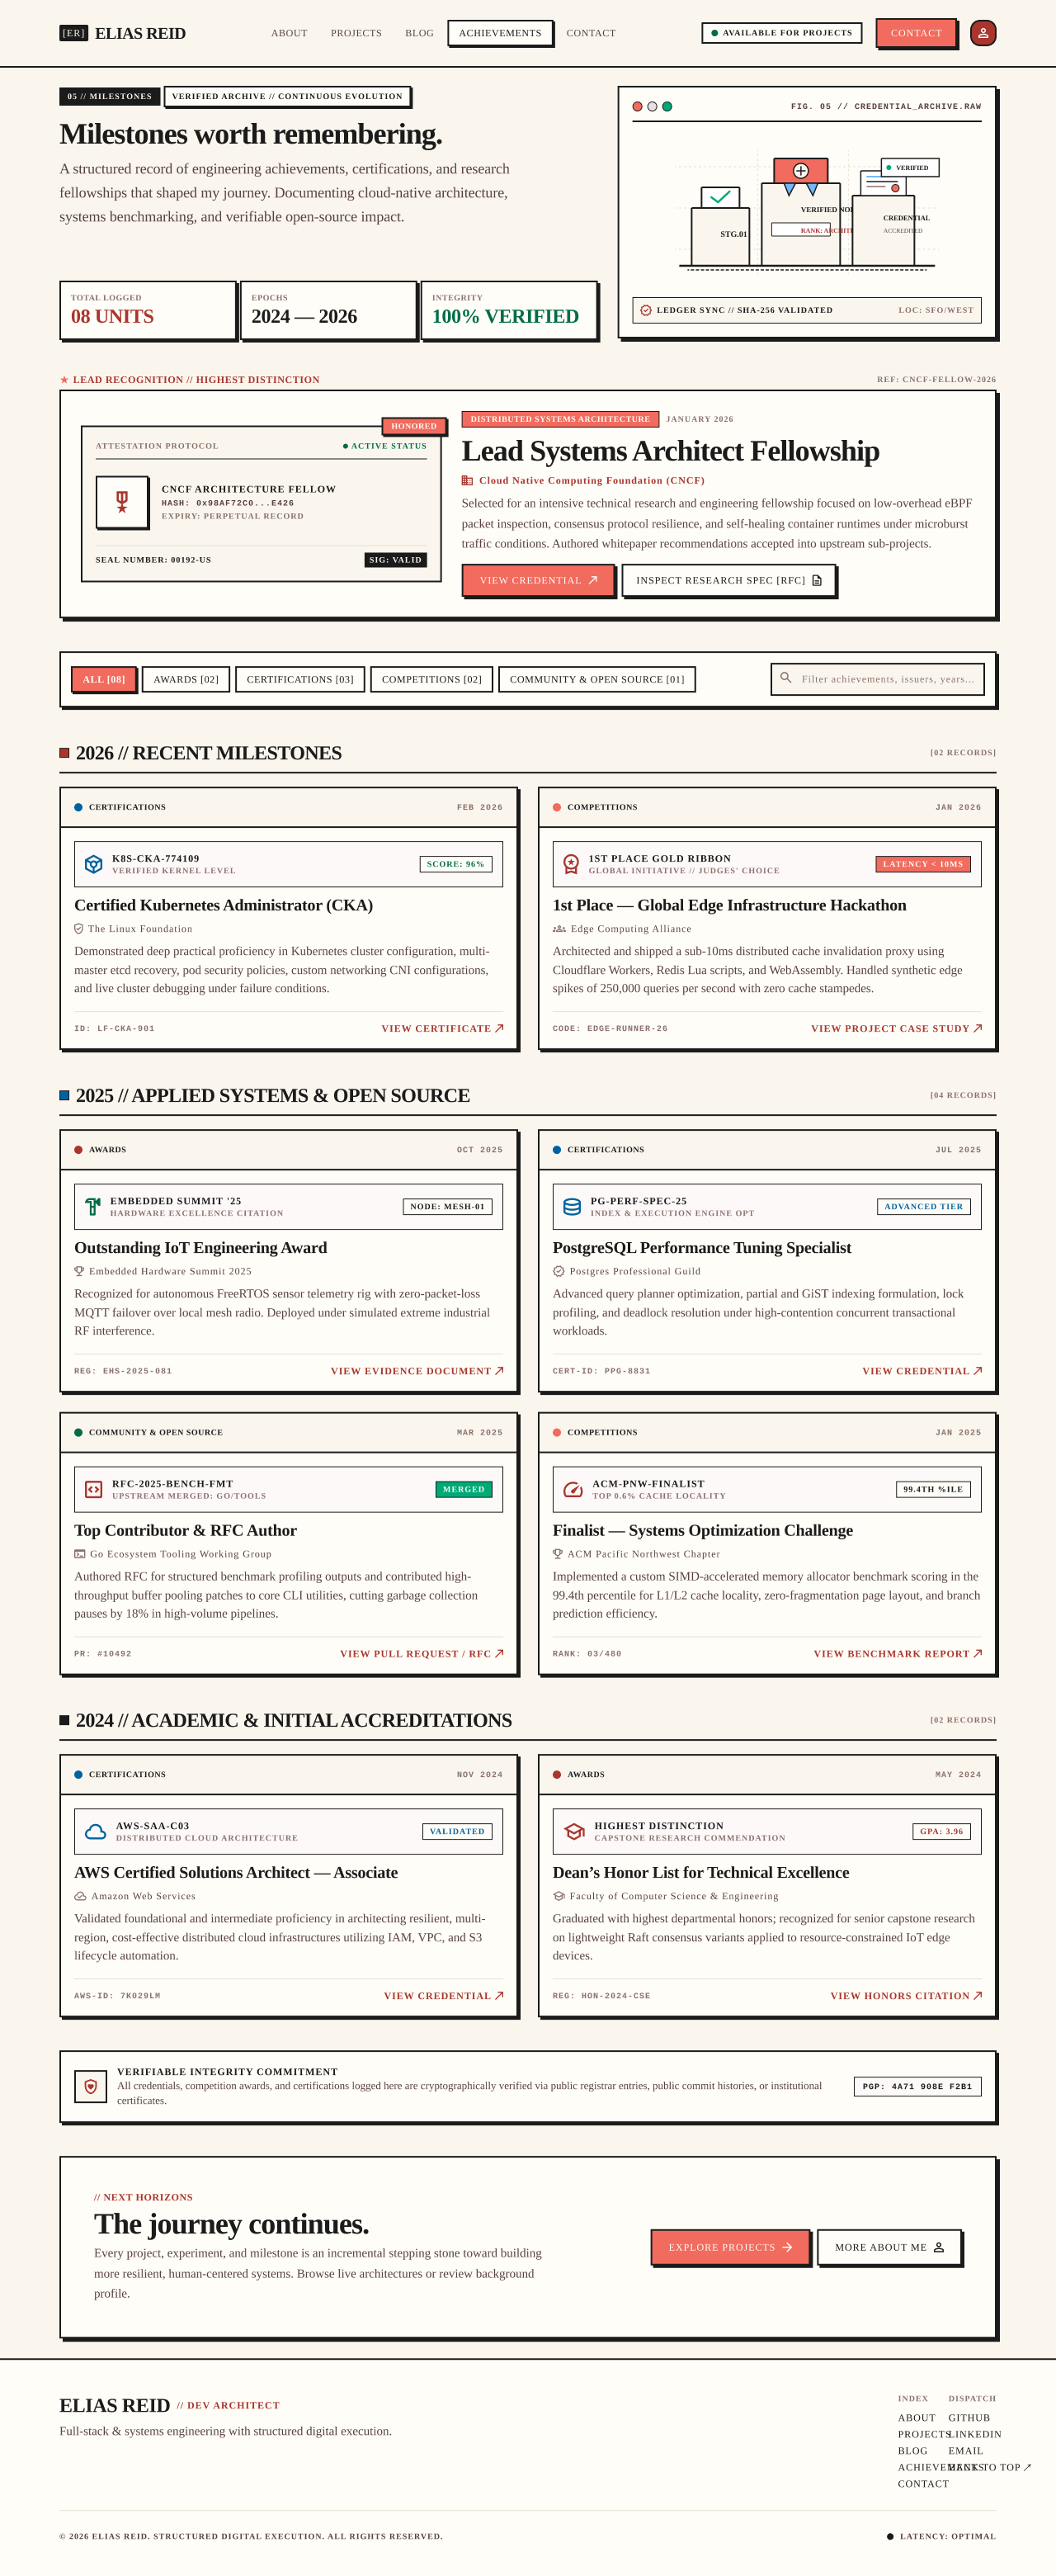 [ER] ELIAS REID
ABOUT PROJECTS BLOG ACHIEVEMENTS CONTACT
AVAILABLE FOR PROJECTS
CONTACT
05 // MILESTONES
VERIFIED ARCHIVE // CONTINUOUS EVOLUTION
Milestones worth remembering.
A structured record of engineering achievements, certifications, and research
fellowships that shaped my journey. Documenting cloud-native architecture,
systems benchmarking, and verifiable open-source impact.
TOTAL LOGGED
08 UNITS
EPOCHS
2024 — 2026
INTEGRITY
100% VERIFIED
FIG. 05 // CREDENTIAL_ARCHIVE.RAW
VERIFIED
STG.01
VERIFIED
CREDENTIAL
ACCREDITED
RANK:
LEDGER SYNC // SHA-256 VALIDATED
LOC: SFO/WEST
★ LEAD RECOGNITION // HIGHEST DISTINCTION
REF: CNCF-FELLOW-2026
HONORED
ATTESTATION PROTOCOL
ACTIVE STATUS
CNCF ARCHITECTURE FELLOW
HASH: 0x98AF72C0...E426
EXPIRY: PERPETUAL RECORD
SEAL NUMBER: 00192-US
SIG: VALID
DISTRIBUTED SYSTEMS ARCHITECTURE
JANUARY 2026
Lead Systems Architect Fellowship
Cloud Native Computing Foundation (CNCF)
Selected for an intensive technical research and engineering fellowship focused on low-overhead eBPF
packet inspection, consensus protocol resilience, and self-healing container runtimes under microburst
traffic conditions. Authored whitepaper recommendations accepted into upstream sub-projects.
VIEW CREDENTIAL
INSPECT RESEARCH SPEC [RFC]
ALL [08]
AWARDS [02]
CERTIFICATIONS [03]
COMPETITIONS [02]
COMMUNITY & OPEN SOURCE [01]
Filter achievements, issuers, years...
2026 // RECENT MILESTONES
[02 RECORDS]
CERTIFICATIONS
FEB 2026
K8S-CKA-774109
VERIFIED KERNEL LEVEL
SCORE: 96%
Certified Kubernetes Administrator (CKA)
The Linux Foundation
Demonstrated deep practical proficiency in Kubernetes cluster configuration, multi-
master etcd recovery, pod security policies, custom networking CNI configurations,
and live cluster debugging under failure conditions.
ID: LF-CKA-901
VIEW CERTIFICATE
COMPETITIONS
JAN 2026
1ST PLACE GOLD RIBBON
GLOBAL INITIATIVE // JUDGES' CHOICE
LATENCY < 10MS
1st Place — Global Edge Infrastructure Hackathon
Edge Computing Alliance
Architected and shipped a sub-10ms distributed cache invalidation proxy using
Cloudflare Workers, Redis Lua scripts, and WebAssembly. Handled synthetic edge
spikes of 250,000 queries per second with zero cache stampedes.
CODE: EDGE-RUNNER-26
VIEW PROJECT CASE STUDY
2025 // APPLIED SYSTEMS & OPEN SOURCE
[04 RECORDS]
AWARDS
OCT 2025
EMBEDDED SUMMIT '25
HARDWARE EXCELLENCE CITATION
NODE: MESH-01
Outstanding IoT Engineering Award
Embedded Hardware Summit 2025
Recognized for autonomous FreeRTOS sensor telemetry rig with zero-packet-loss
MQTT failover over local mesh radio. Deployed under simulated extreme industrial
RF interference.
REG: EHS-2025-081
VIEW EVIDENCE DOCUMENT
CERTIFICATIONS
JUL 2025
PG-PERF-SPEC-25
INDEX & EXECUTION ENGINE OPT
ADVANCED TIER
PostgreSQL Performance Tuning Specialist
Postgres Professional Guild
Advanced query planner optimization, partial and GiST indexing formulation, lock
profiling, and deadlock resolution under high-contention concurrent transactional
workloads.
CERT-ID: PPG-8831
VIEW CREDENTIAL
COMMUNITY & OPEN SOURCE
MAR 2025
RFC-2025-BENCH-FMT
UPSTREAM MERGED: GO/TOOLS
MERGED
Top Contributor & RFC Author
Go Ecosystem Tooling Working Group
Authored RFC for structured benchmark profiling outputs and contributed high-
throughput buffer pooling patches to core CLI utilities, cutting garbage collection
pauses by 18% in high-volume pipelines.
PR: #10492
VIEW PULL REQUEST / RFC
COMPETITIONS
JAN 2025
ACM-PNW-FINALIST
TOP 0.6% CACHE LOCALITY
99.4TH %ILE
Finalist — Systems Optimization Challenge
ACM Pacific Northwest Chapter
Implemented a custom SIMD-accelerated memory allocator benchmark scoring in the
99.4th percentile for L1/L2 cache locality, zero-fragmentation page layout, and branch
prediction efficiency.
RANK: 03/480
VIEW BENCHMARK REPORT
2024 // ACADEMIC & INITIAL ACCREDITATIONS
[02 RECORDS]
CERTIFICATIONS
NOV 2024
AWS-SAA-C03
DISTRIBUTED CLOUD ARCHITECTURE
VALIDATED
AWS Certified Solutions Architect — Associate
Amazon Web Services
Validated foundational and intermediate proficiency in architecting resilient, multi-
region, cost-effective distributed cloud infrastructures utilizing IAM, VPC, and S3
lifecycle automation.
AWS-ID: 7K029LM
VIEW CREDENTIAL
AWARDS
MAY 2024
HIGHEST DISTINCTION
CAPSTONE RESEARCH COMMENDATION
GPA: 3.96
Dean’s Honor List for Technical Excellence
Faculty of Computer Science & Engineering
Graduated with highest departmental honors; recognized for senior capstone research
on lightweight Raft consensus variants applied to resource-constrained IoT edge
devices.
REG: HON-2024-CSE
VIEW HONORS CITATION
VERIFIABLE INTEGRITY COMMITMENT
All credentials, competition awards, and certifications logged here are cryptographically verified via public registrar entries, public commit histories, or institutional
certificates.
PGP: 4A71 908E F2B1
// NEXT HORIZONS
The journey continues.
Every project, experiment, and milestone is an incremental stepping stone toward building
more resilient, human-centered systems. Browse live architectures or review background
profile.
EXPLORE PROJECTS
MORE ABOUT ME
ELIAS REID // DEV ARCHITECT
Full-stack & systems engineering with structured digital execution.
INDEX
ABOUT
PROJECTS
BLOG
ACHIEVEMENTS
CONTACT
DISPATCH
GITHUB
LINKEDIN
EMAIL
BACK TO TOP ↗
© 2026 ELIAS REID. STRUCTURED DIGITAL EXECUTION. ALL RIGHTS RESERVED.
LATENCY: OPTIMAL